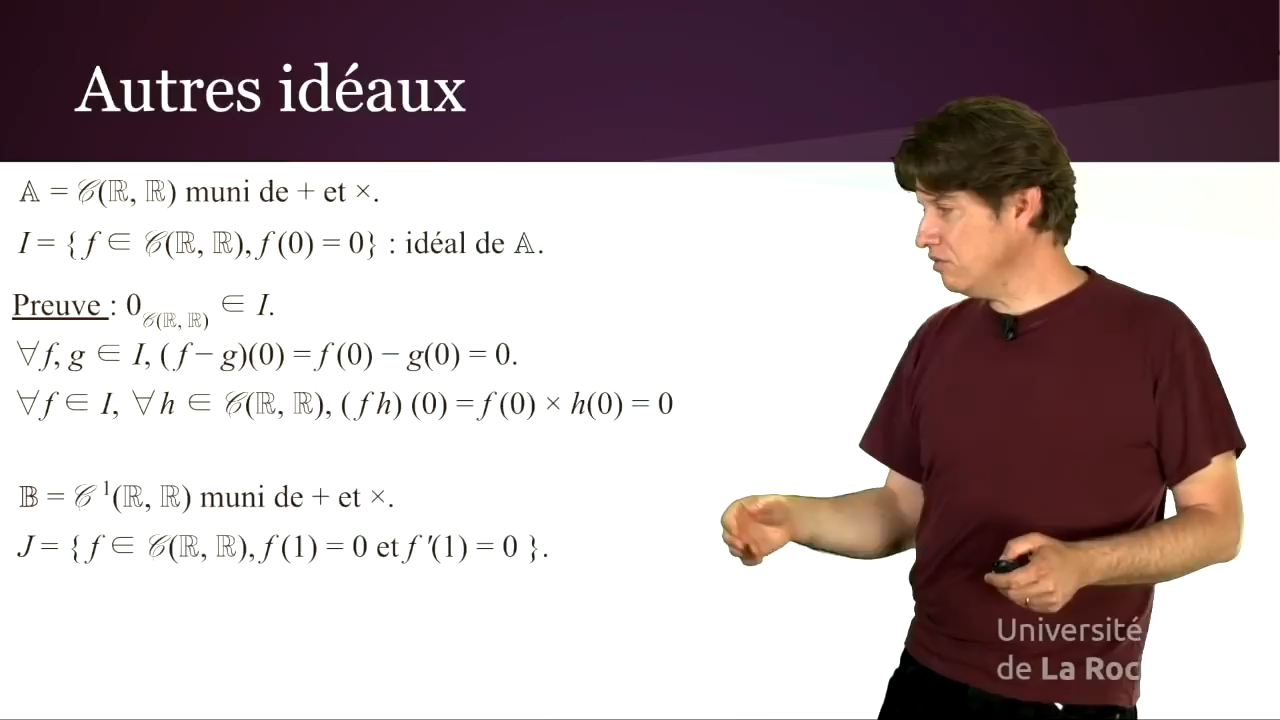 Autres idéaux
𝔸 = 𝒞(ℝ, ℝ) muni de + et ×.
I = { f ∈ 𝒞(ℝ, ℝ), f (0) = 0} : idéal de 𝔸.
Preuve : 0𝒞(ℝ, ℝ) ∈ I.
∀f, g ∈ I, ( f − g)(0) = f (0) − g(0) = 0.
∀f ∈ I, ∀h ∈ 𝒞(ℝ, ℝ), ( f h) (0) = f (0) × h(0) = 0
𝔹 = 𝒞 ¹(ℝ, ℝ) muni de + et ×.
J = { f ∈ 𝒞(ℝ, ℝ), f (1) = 0 et f ′(1) = 0 }.
Université
de La Roc